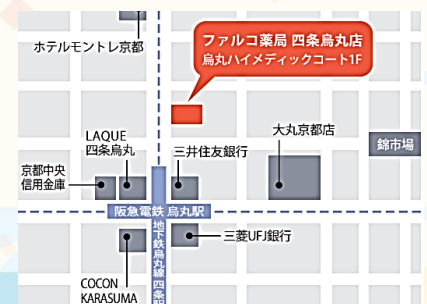 ホテルモントレ京都
ファルコ薬局 四条烏丸店
烏丸ハイメディックコート1F
大丸京都店
錦市場
LAQUE
四条烏丸
三井住友銀行
京都中央
信用金庫
阪急電鉄 烏丸駅
地下鉄烏丸線 四条駅
三菱UFJ銀行
COCON
KARASUMA